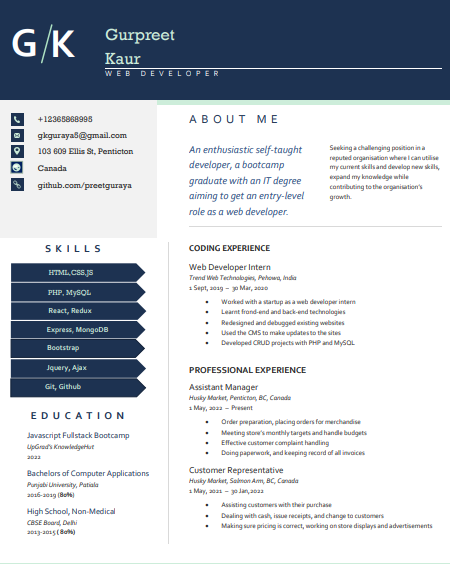 G/K
Gurpreet
Kaur
WEB DEVELOPER
+12365868995
gkguraya5@gmail.com
103 609 Ellis St, Penticton
Canada
github.com/preetguraya
ABOUT ME
An enthusiastic self-taught
developer, a bootcamp
graduate with an IT degree
aiming to get an entry-level
role as a web developer.
Seeking a challenging position in a
reputed organisation where I can utilise
my current skills and develop new skills,
expand my knowledge while
contributing to the organisation's
growth.
SKILLS
HTML,CSS,JS
PHP, MySQL
React, Redux
Express, MongoDB
Bootstrap
Jquery, Ajax
Git, Github
EDUCATION
Javascript Fullstack Bootcamp
UpGrad's KnowledgeHut
2022
Bachelors of Computer Applications
Punjabi University, Patiala
2016-2019 (80%)
High School, Non-Medical
CBSE Board, Delhi
2013-2015 ( 80%)
CODING EXPERIENCE
Web Developer Intern
Trend Web Technologies, Pehowa, India
1 Sept, 2019 – 30 Mar, 2020
• Worked with a startup as a web developer intern
• Learnt frond-end and back-end technologies
• Redesigned and debugged existing websites
• Used the CMS to make updates to the sites
• Developed CRUD projects with PHP and MySQL
PROFESSIONAL EXPERIENCE
Assistant Manager
Husky Market, Penticton, BC, Canada
1 May, 2022 – Present
• Order preparation, placing orders for merchandise
• Meeting store's monthly targets and handle budgets
• Effective customer complaint handling
• Doing paperwork, and keeping record of all invoices
Customer Representative
Husky Market, Salmon Arm, BC, Canada
1 May, 2021 – 30 Jan,2022
• Assisting customers with their purchase
• Dealing with cash, issue receipts, and change to customers
• Making sure pricing is correct, working on store displays and advertisements